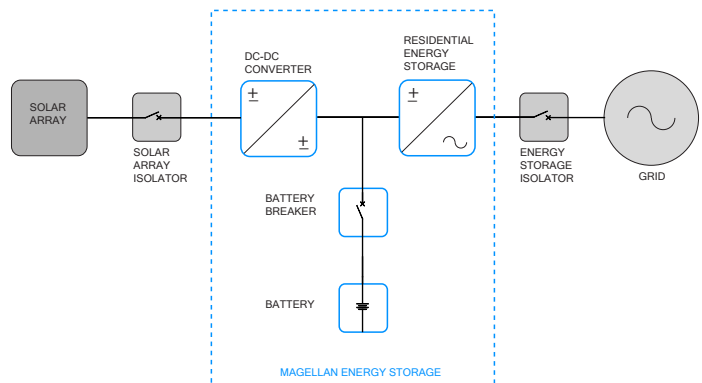 RESIDENTIAL
ENERGY
STORAGE
DC-DC
CONVERTER
SOLAR
ARRAY
SOLAR
ARRAY
ISOLATOR
ENERGY
STORAGE
ISOLATOR
GRID
BATTERY
BREAKER
BATTERY
MAGELLAN ENERGY STORAGE